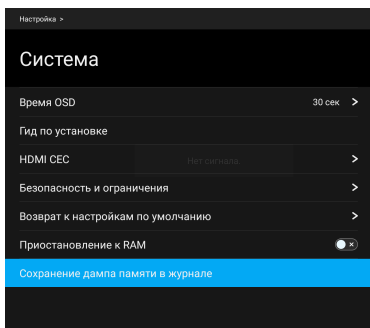 Настройка >
Система
Время OSD 30 сек >
Гид по установке
HDMI CEC Нет сигнала >
Безопасность и ограничения >
Возврат к настройкам по умолчанию >
Приостановление к RAM
Сохранение дампа памяти в журнале